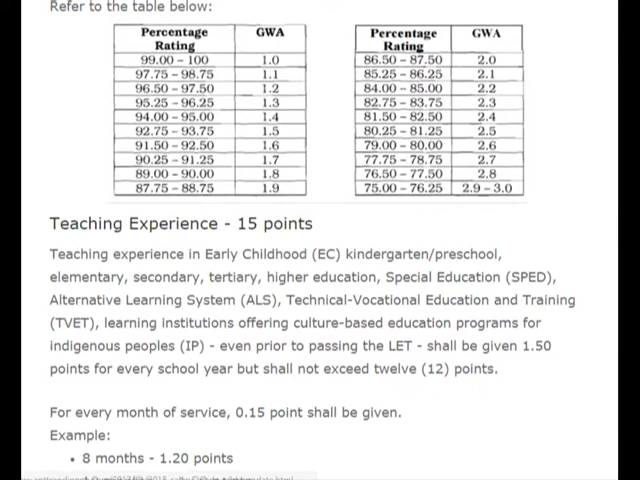 Refer to the table below:
Percentage Rating GWA
99.00 – 100 1.0
97.75 – 98.75 1.1
96.50 – 97.50 1.2
95.25 – 96.25 1.3
94.00 – 95.00 1.4
92.75 – 93.75 1.5
91.50 – 92.50 1.6
90.25 – 91.25 1.7
89.00 – 90.00 1.8
87.75 – 88.75 1.9
Percentage Rating GWA
86.50 – 87.50 2.0
85.25 – 86.25 2.1
84.00 – 85.00 2.2
82.75 – 83.75 2.3
81.50 – 82.50 2.4
80.25 – 81.25 2.5
79.00 – 80.00 2.6
77.75 – 78.75 2.7
76.50 – 77.50 2.8
75.00 – 76.25 2.9 – 3.0
Teaching Experience - 15 points
Teaching experience in Early Childhood (EC) kindergarten/preschool,
elementary, secondary, tertiary, higher education, Special Education (SPED),
Alternative Learning System (ALS), Technical-Vocational Education and Training
(TVET), learning institutions offering culture-based education programs for
indigenous peoples (IP) - even prior to passing the LET - shall be given 1.50
points for every school year but shall not exceed twelve (12) points.
For every month of service, 0.15 point shall be given.
Example:
• 8 months - 1.20 points